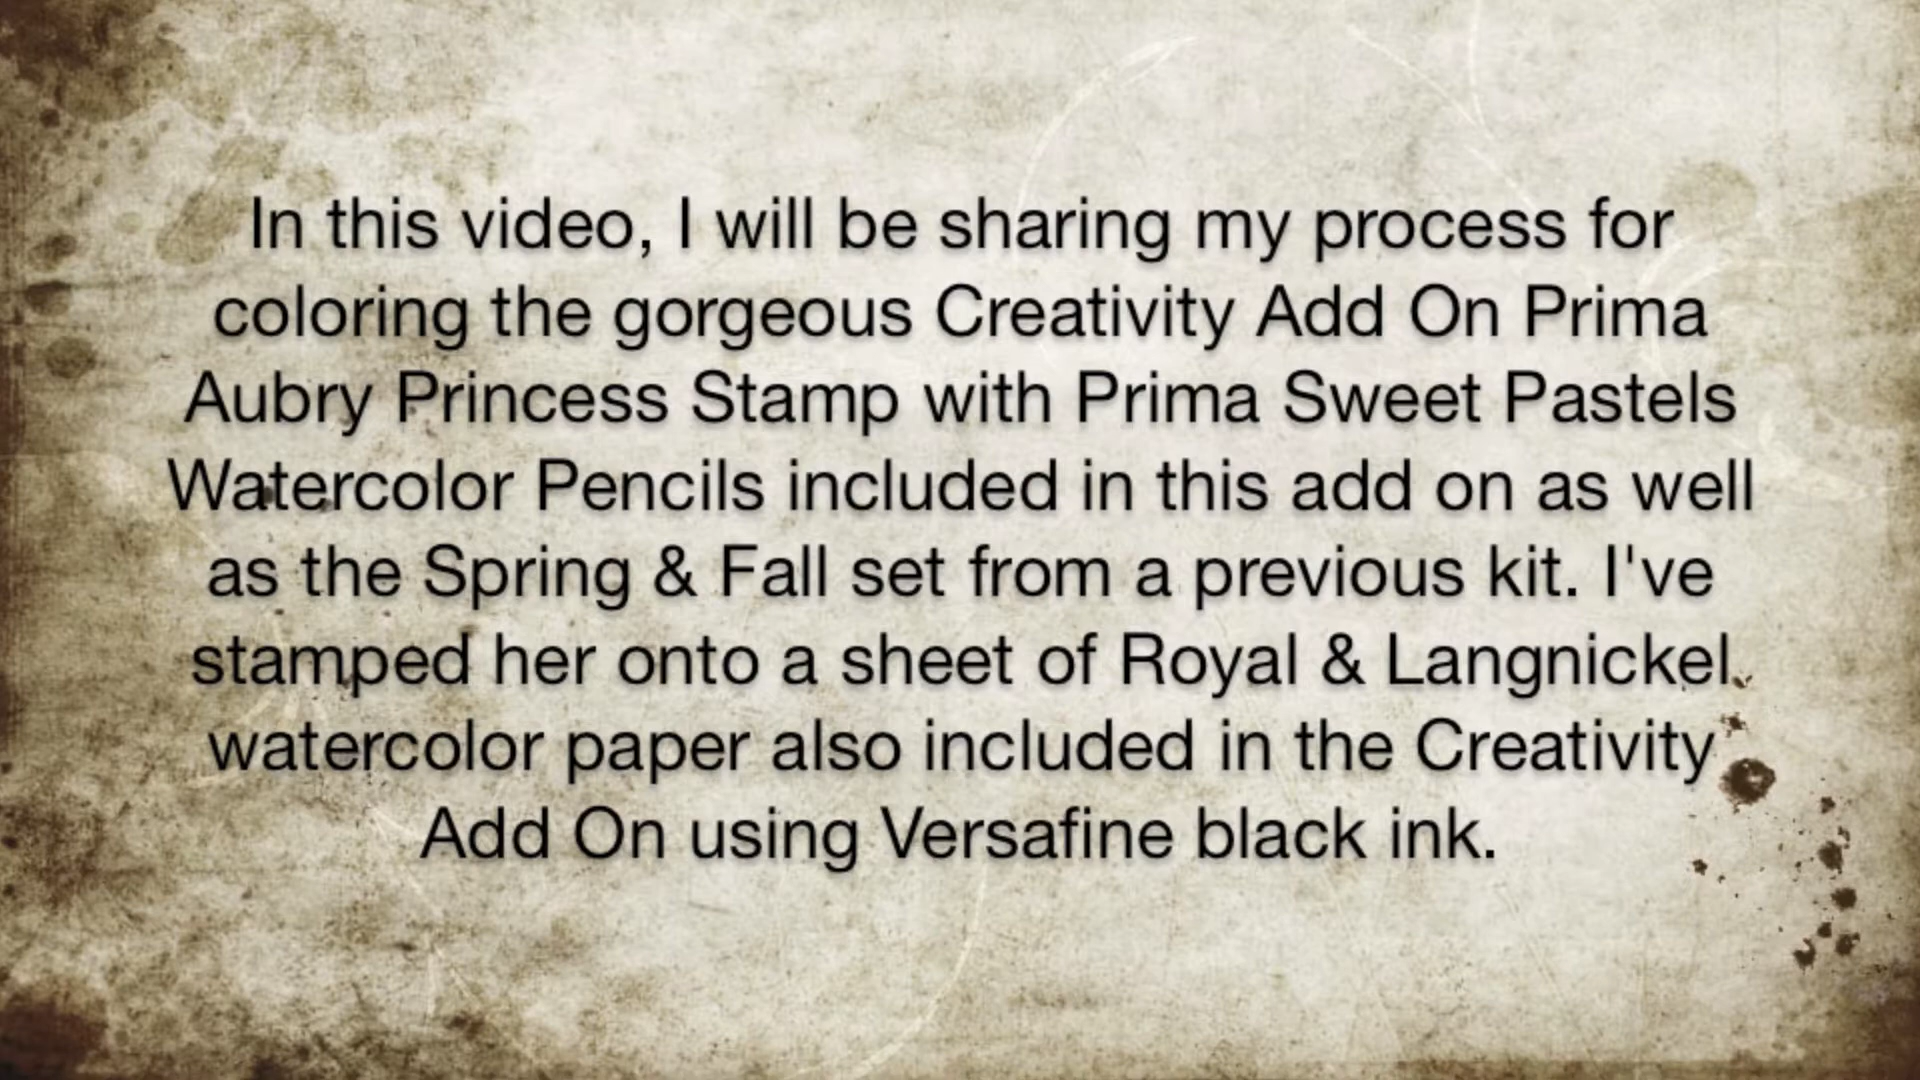 In this video, I will be sharing my process for
coloring the gorgeous Creativity Add On Prima
Aubry Princess Stamp with Prima Sweet Pastels
Watercolor Pencils included in this add on as well
as the Spring & Fall set from a previous kit. I've
stamped her onto a sheet of Royal & Langnickel
watercolor paper also included in the Creativity
Add On using Versafine black ink.